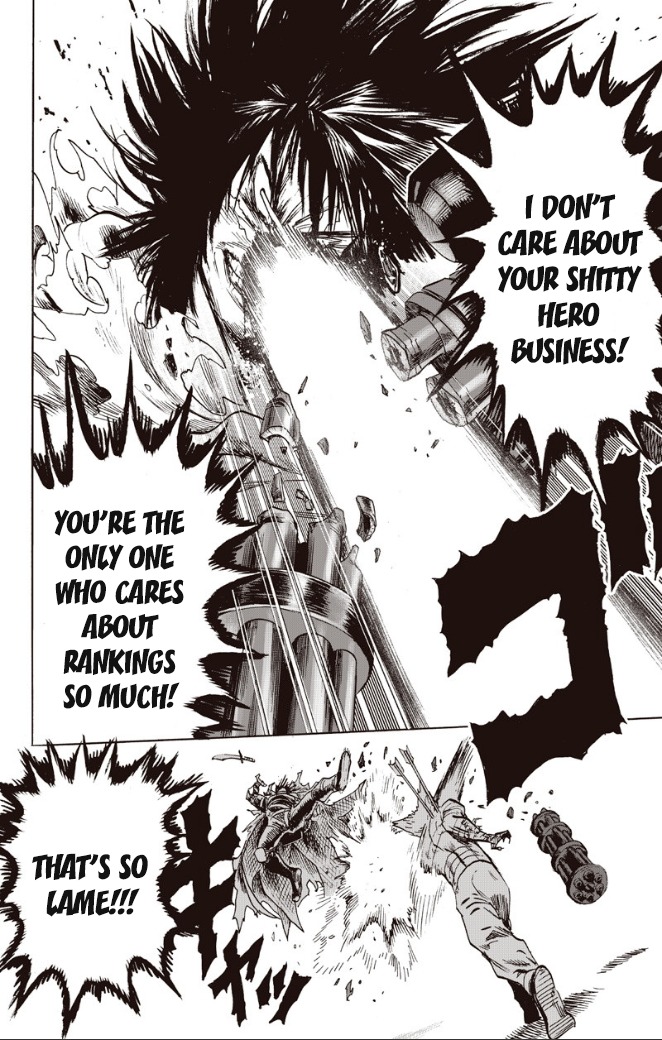 I DON'T
CARE ABOUT
YOUR SHITTY
HERO
BUSINESS!
YOU'RE THE
ONLY ONE
WHO CARES
ABOUT
RANKINGS
SO MUCH!
THAT'S SO
LAME!!!